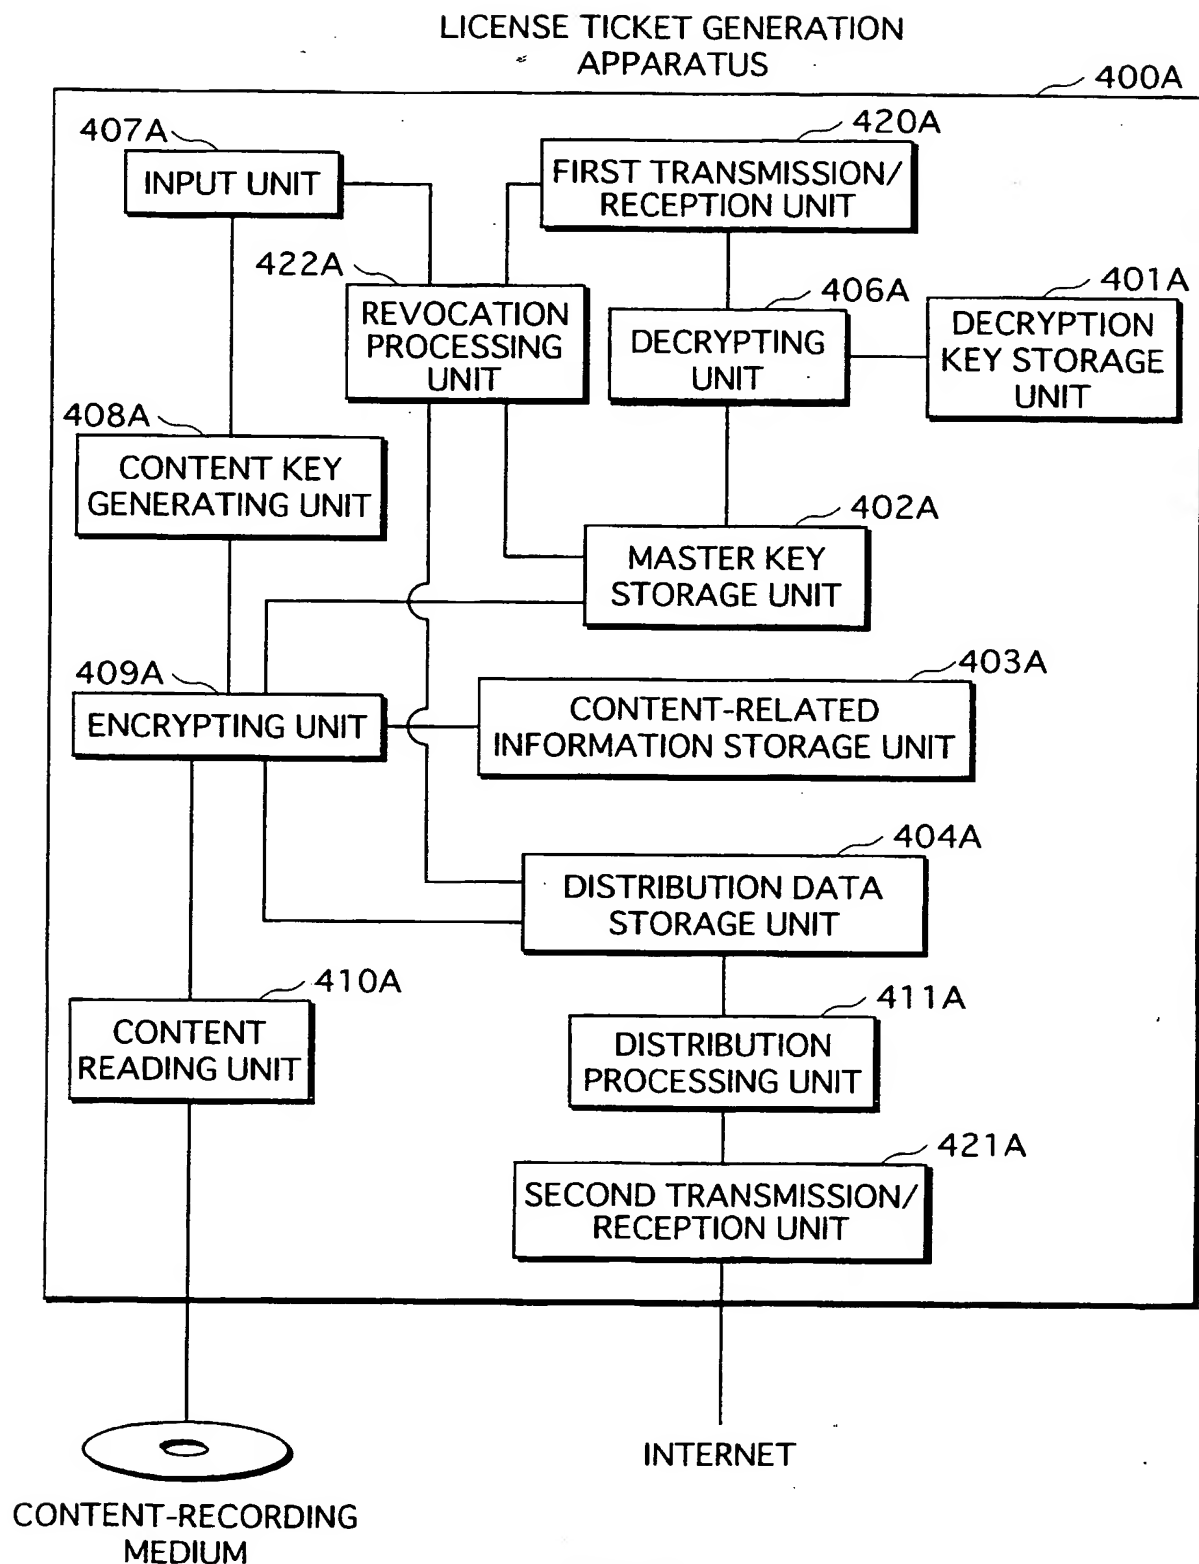 LICENSE TICKET GENERATION
APPARATUS
400A
407A
INPUT UNIT
420A
FIRST TRANSMISSION/
RECEPTION UNIT
422A
REVOCATION
PROCESSING
UNIT
406A
DECRYPTING
UNIT
401A
DECRYPTION
KEY STORAGE
UNIT
408A
CONTENT KEY
GENERATING UNIT
402A
MASTER KEY
STORAGE UNIT
409A
ENCRYPTING UNIT
403A
CONTENT-RELATED
INFORMATION STORAGE UNIT
404A
DISTRIBUTION DATA
STORAGE UNIT
410A
CONTENT
READING UNIT
411A
DISTRIBUTION
PROCESSING UNIT
421A
SECOND TRANSMISSION/
RECEPTION UNIT
INTERNET
CONTENT-RECORDING
MEDIUM